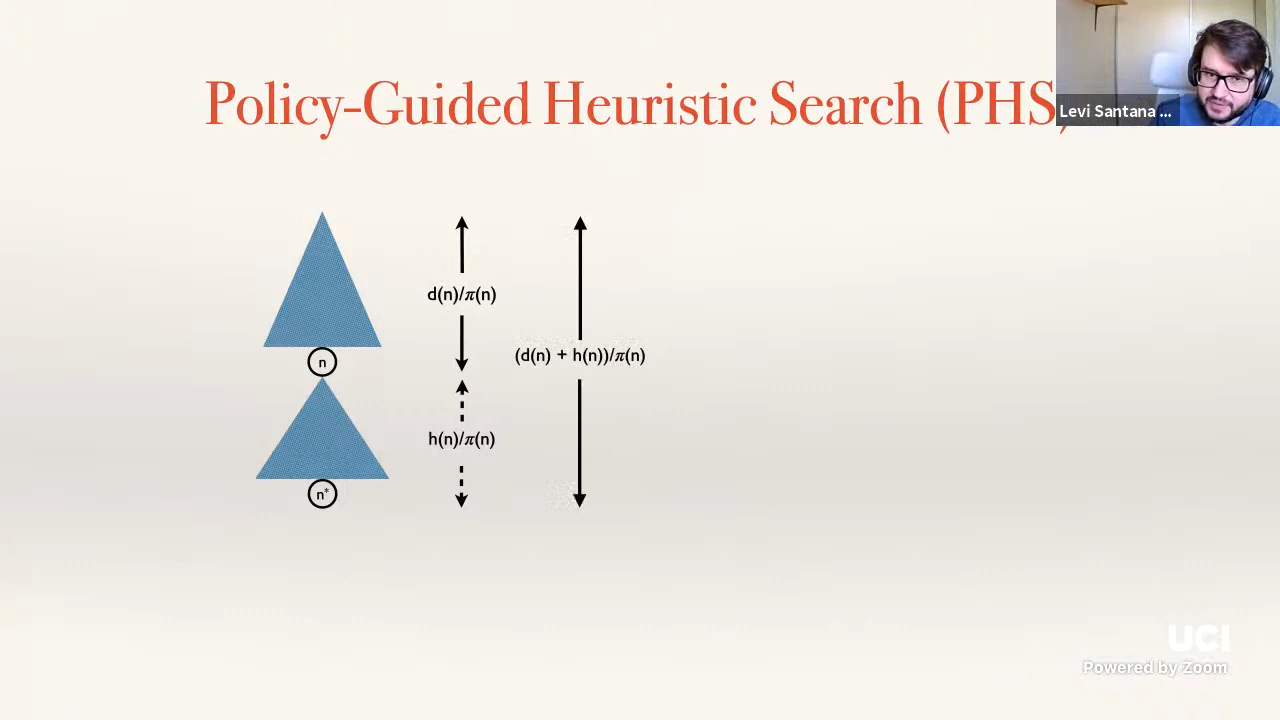 Policy-Guided Heuristic Search (PHS)
Levi Santana ...
d(n)/π(n)
(d(n) + h(n))/π(n)
n
h(n)/π(n)
n*
UCI
Powered by Zoom